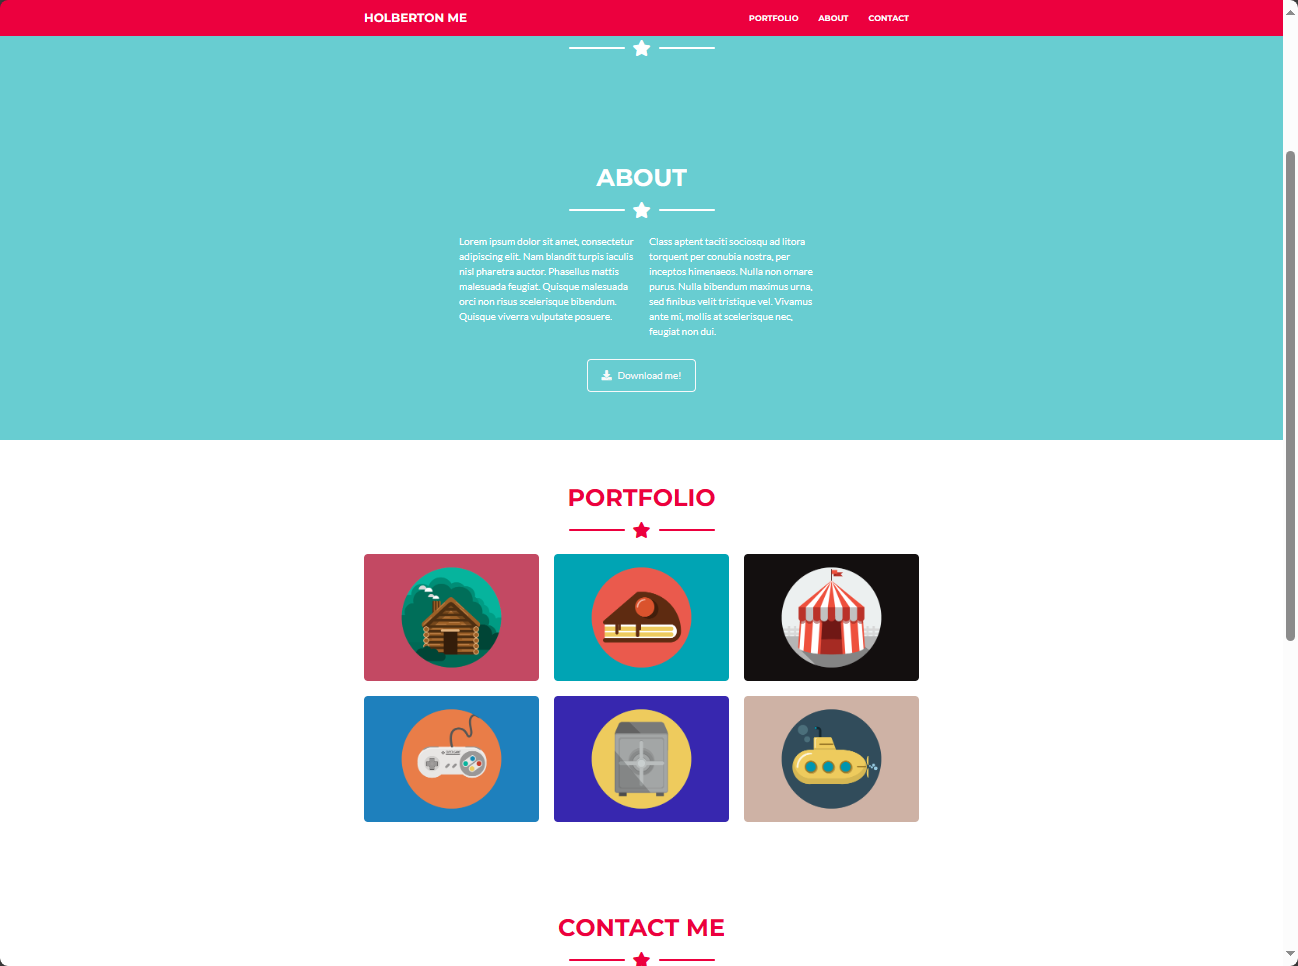 HOLBERTON ME
PORTFOLIO ABOUT CONTACT
ABOUT
Lorem ipsum dolor sit amet, consectetur
adipiscing elit. Nam blandit turpis iaculis
nisl pharetra auctor. Phasellus mattis
malesuada feugiat. Quisque malesuada
orci non risus scelerisque bibendum.
Quisque viverra vulputate posuere.
Class aptent taciti sociosqu ad litora
torquent per conubia nostra, per
inceptos himenaeos. Nulla non ornare
purus. Nulla bibendum maximus urna,
sed finibus velit tristique vel. Vivamus
ante mi, mollis at scelerisque nec,
feugiat non dui.
Download me!
PORTFOLIO
CONTACT ME